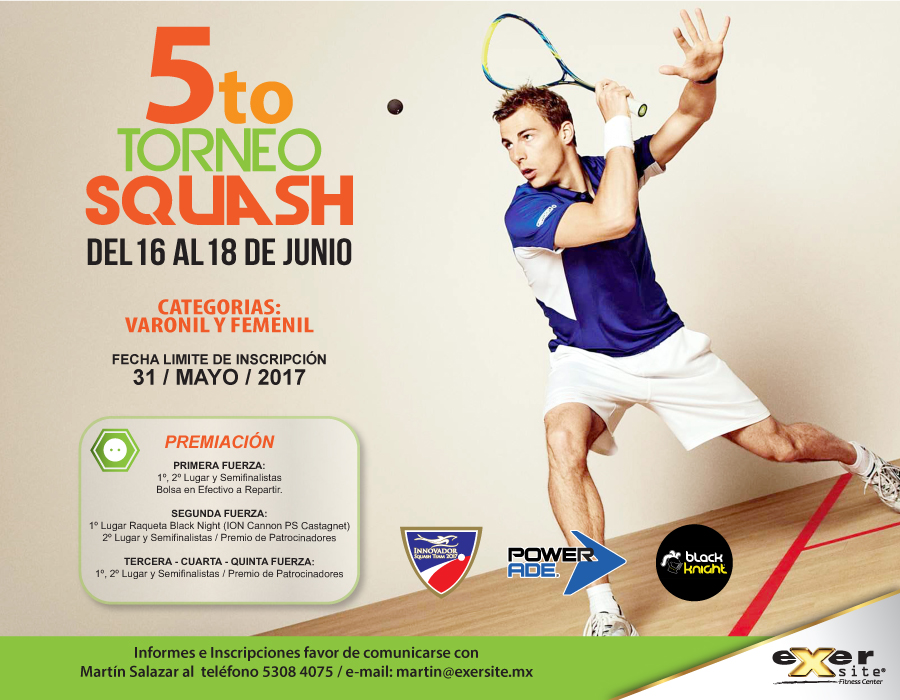 5to
TORNEO
SQUASH
DEL 16 AL 18 DE JUNIO
CATEGORIAS:
VARONIL Y FEMENIL
FECHA LIMITE DE INSCRIPCIÓN
31 / MAYO / 2017
PREMIACIÓN
PRIMERA FUERZA:
1º, 2º Lugar y Semifinalistas
Bolsa en Efectivo a Repartir.
SEGUNDA FUERZA:
1º Lugar Raqueta Black Night (ION Cannon PS Castagnet)
2º Lugar y Semifinalistas / Premio de Patrocinadores
TERCERA - CUARTA - QUINTA FUERZA:
1º, 2º Lugar y Semifinalistas / Premio de Patrocinadores
INNOVADOR
SQUASH TEAM 2017
POWER
ADE.
black
knight
Informes e Inscripciones favor de comunicarse con
Martín Salazar al teléfono 5308 4075 / e-mail: martin@exersite.mx
exer
site®
Fitness Center